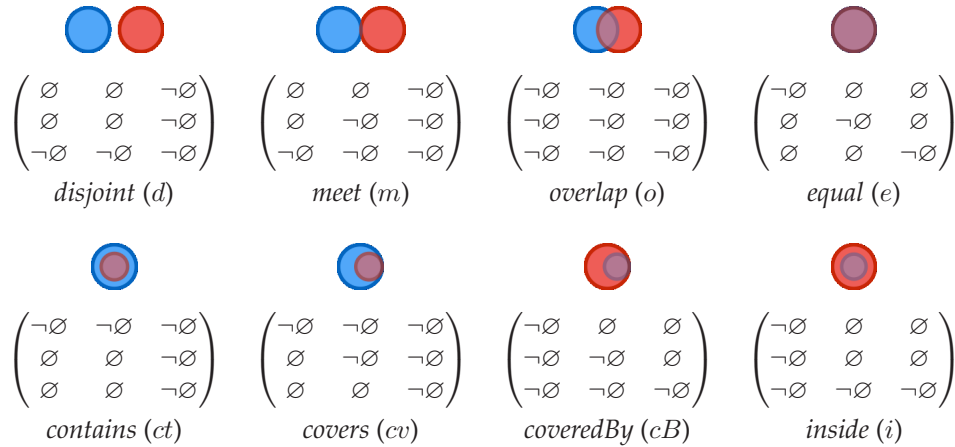 ∅ ∅ ¬∅ ∅ ∅ ¬∅ ¬∅ ¬∅ ¬∅ ¬∅ ∅ ∅
∅ ∅ ¬∅ ∅ ¬∅ ¬∅ ¬∅ ¬∅ ¬∅ ∅ ¬∅ ∅
¬∅ ¬∅ ¬∅ ¬∅ ¬∅ ¬∅ ¬∅ ¬∅ ¬∅ ∅ ∅ ¬∅
disjoint (d) meet (m) overlap (o) equal (e)
¬∅ ¬∅ ¬∅ ¬∅ ¬∅ ¬∅ ¬∅ ∅ ∅ ¬∅ ∅ ∅
∅ ∅ ¬∅ ∅ ¬∅ ¬∅ ¬∅ ¬∅ ∅ ¬∅ ∅ ∅
∅ ∅ ¬∅ ∅ ∅ ¬∅ ¬∅ ¬∅ ¬∅ ¬∅ ¬∅ ¬∅
contains (ct) covers (cv) coveredBy (cB) inside (i)